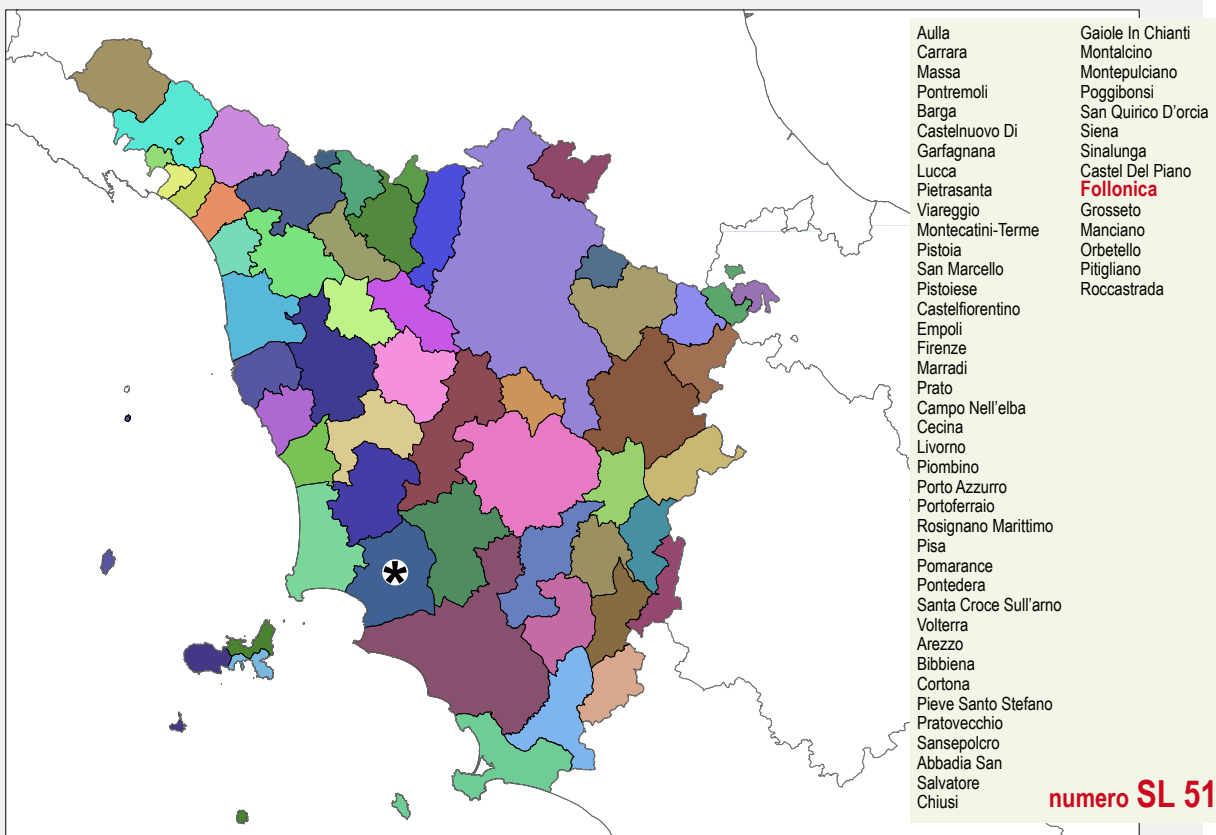 Aulla
Carrara
Massa
Pontremoli
Barga
Castelnuovo Di
Garfagnana
Lucca
Pietrasanta
Viareggio
Montecatini-Terme
Pistoia
San Marcello
Pistoiese
Castelfiorentino
Empoli
Firenze
Marradi
Prato
Campo Nell'elba
Cecina
Livorno
Piombino
Porto Azzurro
Portoferraio
Rosignano Marittimo
Pisa
Pomarance
Pontedera
Santa Croce Sull'arno
Volterra
Arezzo
Bibbiena
Cortona
Pieve Santo Stefano
Pratovecchio
Sansepolcro
Abbadia San
Salvatore
Chiusi
Gaiole In Chianti
Montalcino
Montepulciano
Poggibonsi
San Quirico D'orcia
Siena
Sinalunga
Castel Del Piano
Follonica
Grosseto
Manciano
Orbetello
Pitigliano
Roccastrada
*
numero SL 51